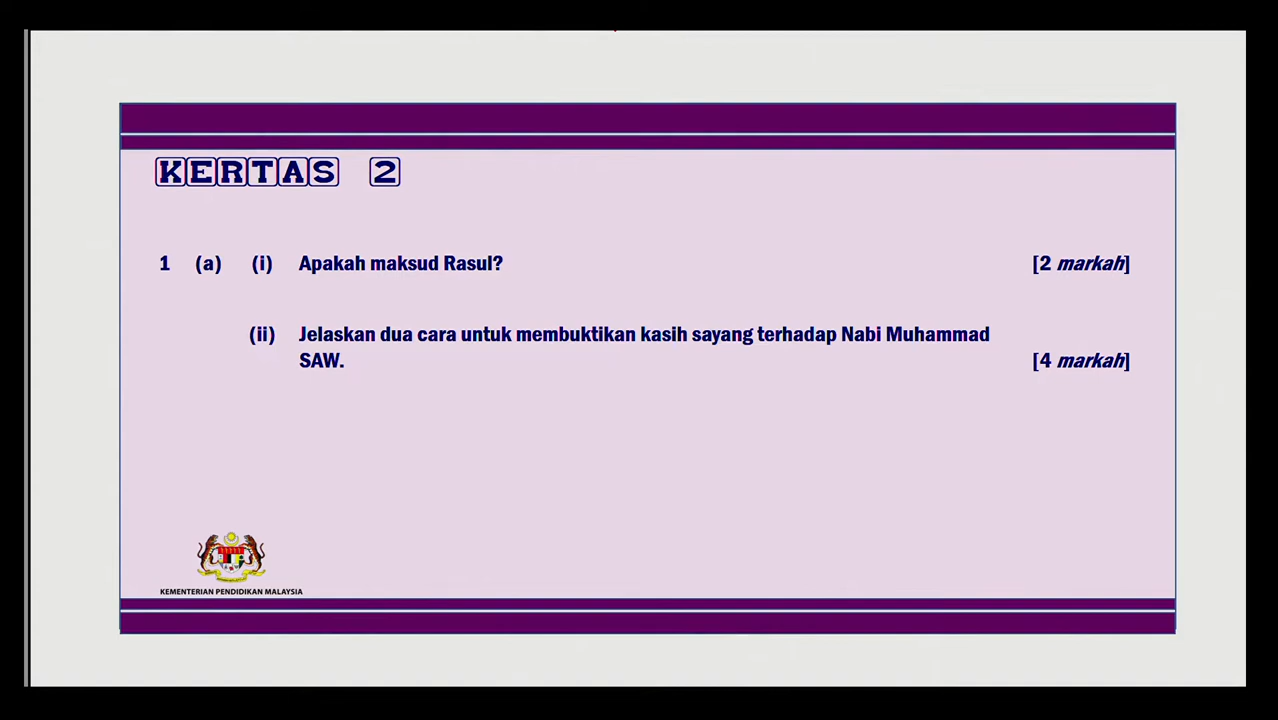 KERTAS 2
1 (a) (i) Apakah maksud Rasul? [2 markah]
(ii) Jelaskan dua cara untuk membuktikan kasih sayang terhadap Nabi Muhammad
SAW. [4 markah]
KEMENTERIAN PENDIDIKAN MALAYSIA